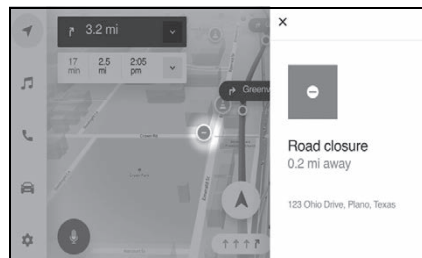 3.2 mi
17 min
2.5 mi
2:05 pm
Greenv
Road closure
0.2 mi away
123 Ohio Drive, Plano, Texas